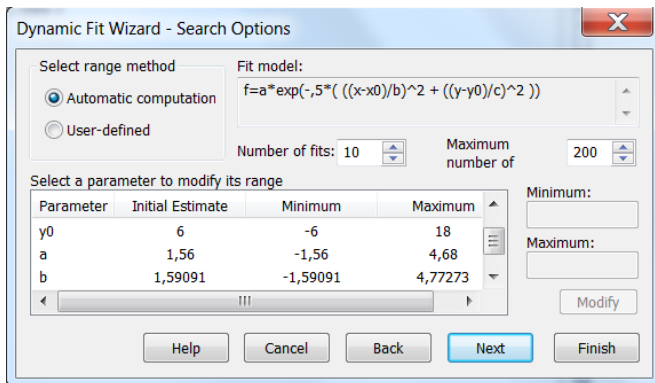 Dynamic Fit Wizard - Search Options
Select range method
Automatic computation
User-defined
Fit model:
f=a*exp(-,5*( ((x-x0)/b)^2 + ((y-y0)/c)^2 ))
Number of fits: 10
Maximum number of 200
Select a parameter to modify its range
Parameter Initial Estimate Minimum Maximum
y0 6 -6 18
a 1,56 -1,56 4,68
b 1,59091 -1,59091 4,77273
Minimum:
Maximum:
Modify
Help Cancel Back Next Finish